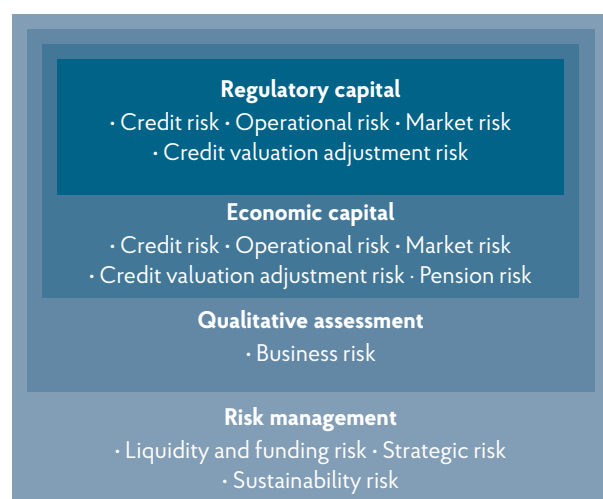 Regulatory capital
· Credit risk · Operational risk · Market risk
· Credit valuation adjustment risk
Economic capital
· Credit risk · Operational risk · Market risk
· Credit valuation adjustment risk · Pension risk
Qualitative assessment
· Business risk
Risk management
· Liquidity and funding risk · Strategic risk
· Sustainability risk